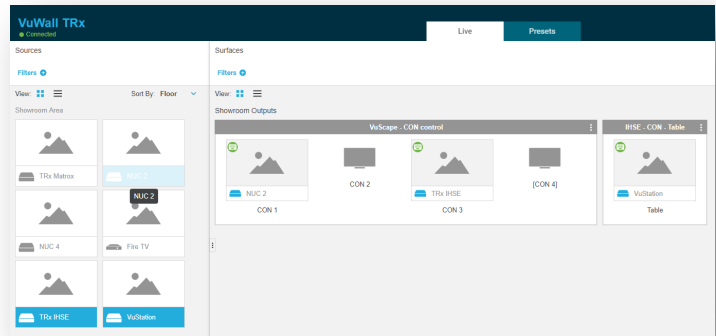 VuWall TRx
Connected
Live
Presets
Sources
Surfaces
Filters
Filters
View:
Sort By: Floor
View:
Showroom Area
Showroom Outputs
VuScape - CON control
IHSE - CON - Table
TRx Matrox
NUC 2
NUC 2
NUC 4
Fire TV
TRx IHSE
VuStation
NUC 2
CON 1
CON 2
TRx IHSE
CON 3
[CON 4]
VuStation
Table